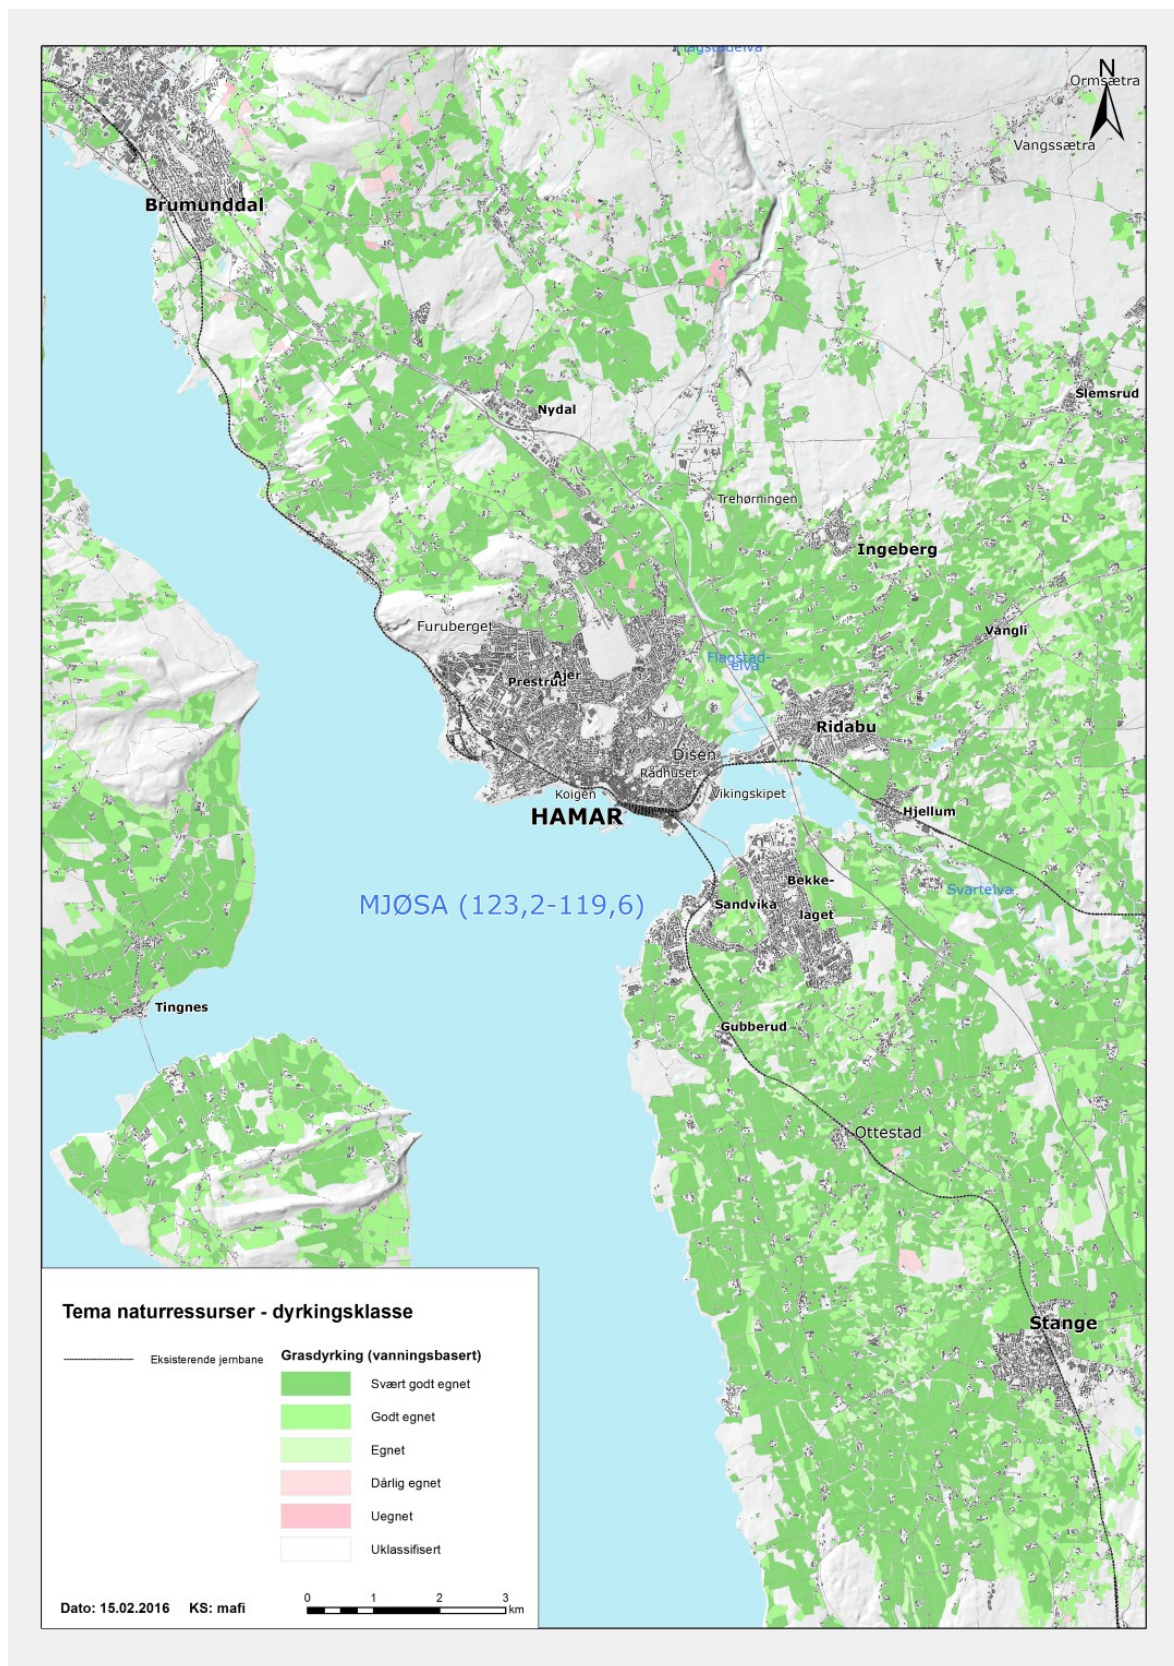 Flagstadelva
N
Ormsætra
Vangssætra
Brumunddal
Slemsrud
Nydal
Trehørningen
Ingeberg
Furuberget
Vangli
Flagstad-
elva
Ajer
Prestrud
Ridabu
Disen
Rådhuset
Koigen
Vikingskipet
HAMAR
Hjellum
Bekke-
laget
Svartelva
MJØSA (123,2-119,6)
Sandvika
Tingnes
Gubberud
Ottestad
Stange
Tema naturressurser - dyrkingsklasse
Eksisterende jernbane
Grasdyrking (vanningsbasert)
Svært godt egnet
Godt egnet
Egnet
Dårlig egnet
Uegnet
Uklassifisert
Dato: 15.02.2016 KS: mafi
0 1 2 3
km